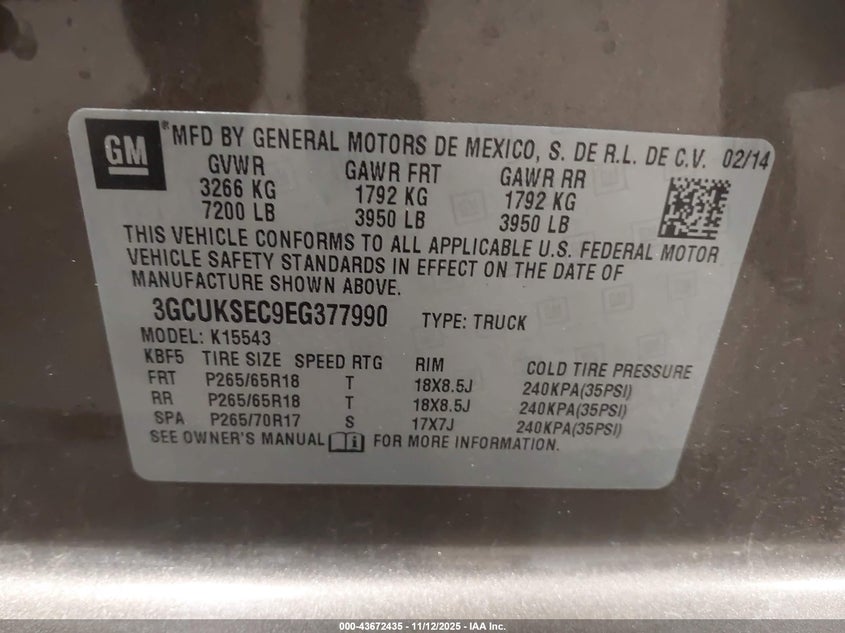 GM
®MFD BY GENERAL MOTORS DE MEXICO, S. DE R.L. DE C.V. 02/14
GVWR GAWR FRT GAWR RR
3266 KG 1792 KG 1792 KG
7200 LB 3950 LB 3950 LB
THIS VEHICLE CONFORMS TO ALL APPLICABLE U.S. FEDERAL MOTOR
VEHICLE SAFETY STANDARDS IN EFFECT ON THE DATE OF
MANUFACTURE SHOWN ABOVE.
3GCUKSEC9EG377990 TYPE: TRUCK
MODEL: K15543
KBF5 TIRE SIZE SPEED RTG RIM COLD TIRE PRESSURE
FRT P265/65R18 T 18X8.5J 240KPA(35PSI)
RR P265/65R18 T 18X8.5J 240KPA(35PSI)
SPA P265/70R17 S 17X7J 240KPA(35PSI)
SEE OWNER'S MANUAL FOR MORE INFORMATION.
000-43672435 - 11/12/2025 - IAA Inc.